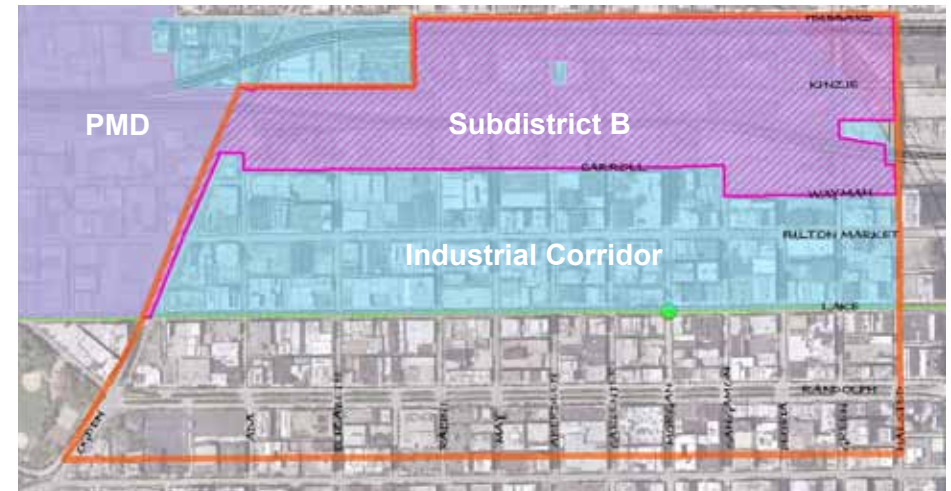 HUBBARD
KINZIE
PMD
Subdistrict B
CARROLL
WAYMAN
FULTON MARKET
Industrial Corridor
LAKE
RANDOLPH
OGDEN
ADA
ELIZABETH
RACINE
MAY
ABERDEEN
CARPENTER
MORGAN
SANGAMON
PEORIA
GREEN
HALSTED